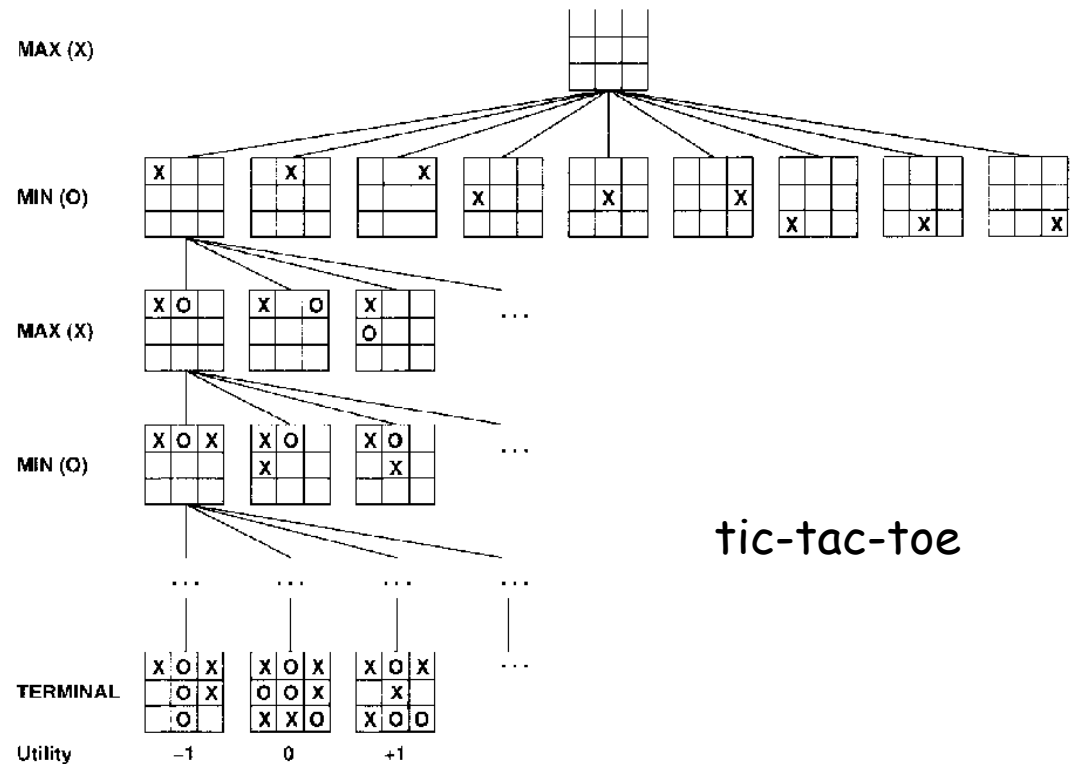 MAX (X)
MIN (O)
X X X X X X X X X
MAX (X)
X O X O X
O
...
MIN (O)
X O X X O X O
X X
...
tic-tac-toe
... ... ... ...
TERMINAL
X O X X O X X O X
O X O O X X
O X X O X O O
...
Utility -1 0 +1